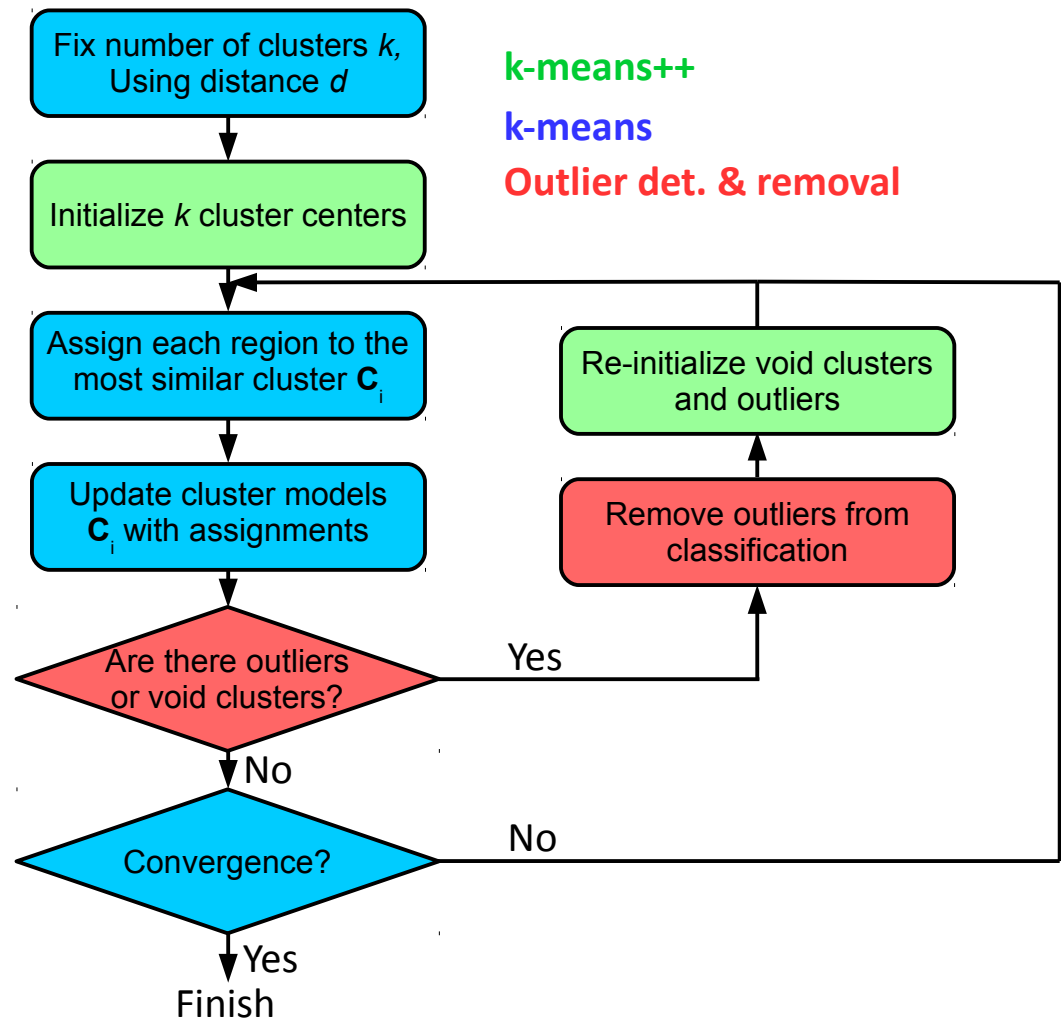 Fix number of clusters k,
Using distance d
k-means++
k-means
Outlier det. & removal
Initialize k cluster centers
Assign each region to the
most similar cluster Ci
Re-initialize void clusters
and outliers
Update cluster models
Ci with assignments
Remove outliers from
classification
Are there outliers
or void clusters?
Yes
No
Convergence?
No
Yes
Finish